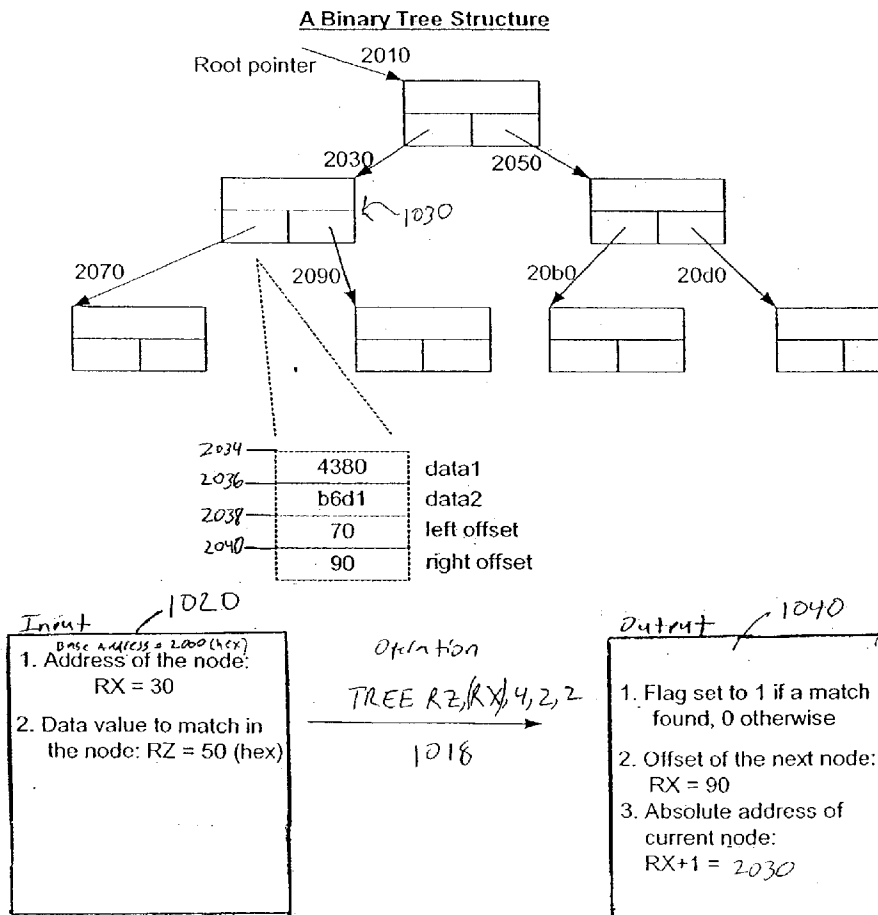 A Binary Tree Structure
2010
Root pointer
2030
2050
1030
2070
2090
20b0
20d0
2034
4380 data1
2036
b6d1 data2
2038
70 left offset
2040
90 right offset
Input
1020
Base Address = 2000 (hex)
1. Address of the node:
RX = 30
2. Data value to match in
the node: RZ = 50 (hex)
Operation
TREE RZ,(RX),4,2,2
1018
Output
1040
1. Flag set to 1 if a match
found, 0 otherwise
2. Offset of the next node:
RX = 90
3. Absolute address of
current node:
RX+1 = 2030